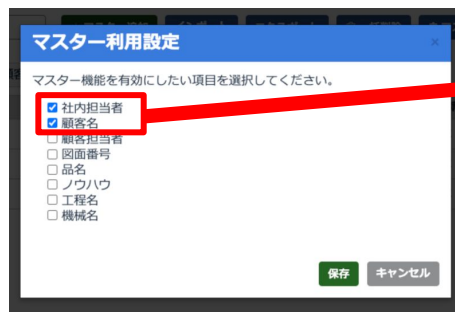 マスター利用設定
×
マスター機能を有効にしたい項目を選択してください。
社内担当者
顧客名
顧客担当者
図面番号
品名
ノウハウ
工程名
機械名
保存 キャンセル